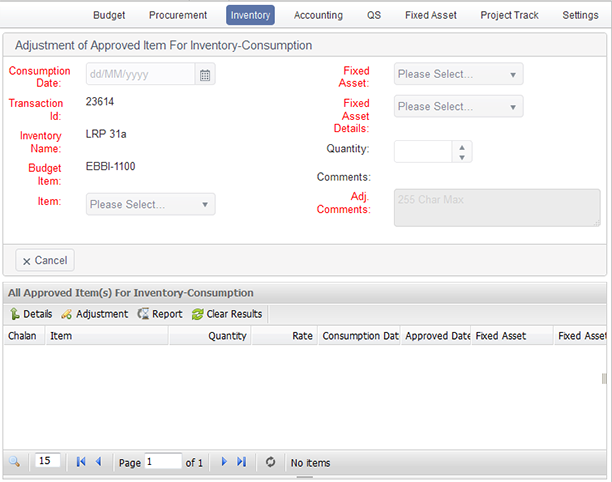 Budget Procurement Inventory Accounting QS Fixed Asset Project Track Settings
Adjustment of Approved Item For Inventory-Consumption
Consumption Date: dd/MM/yyyy
Transaction Id: 23614
Inventory Name: LRP 31a
Budget Item: EBBI-1100
Item: Please Select...
Fixed Asset: Please Select...
Fixed Asset Details: Please Select...
Quantity:
Comments:
Adj. Comments: 255 Char Max
Cancel
All Approved Item(s) For Inventory-Consumption
Details Adjustment Report Clear Results
Chalan Item Quantity Rate Consumption Dat Approved Date Fixed Asset Fixed Asset
15 Page 1 of 1 No items